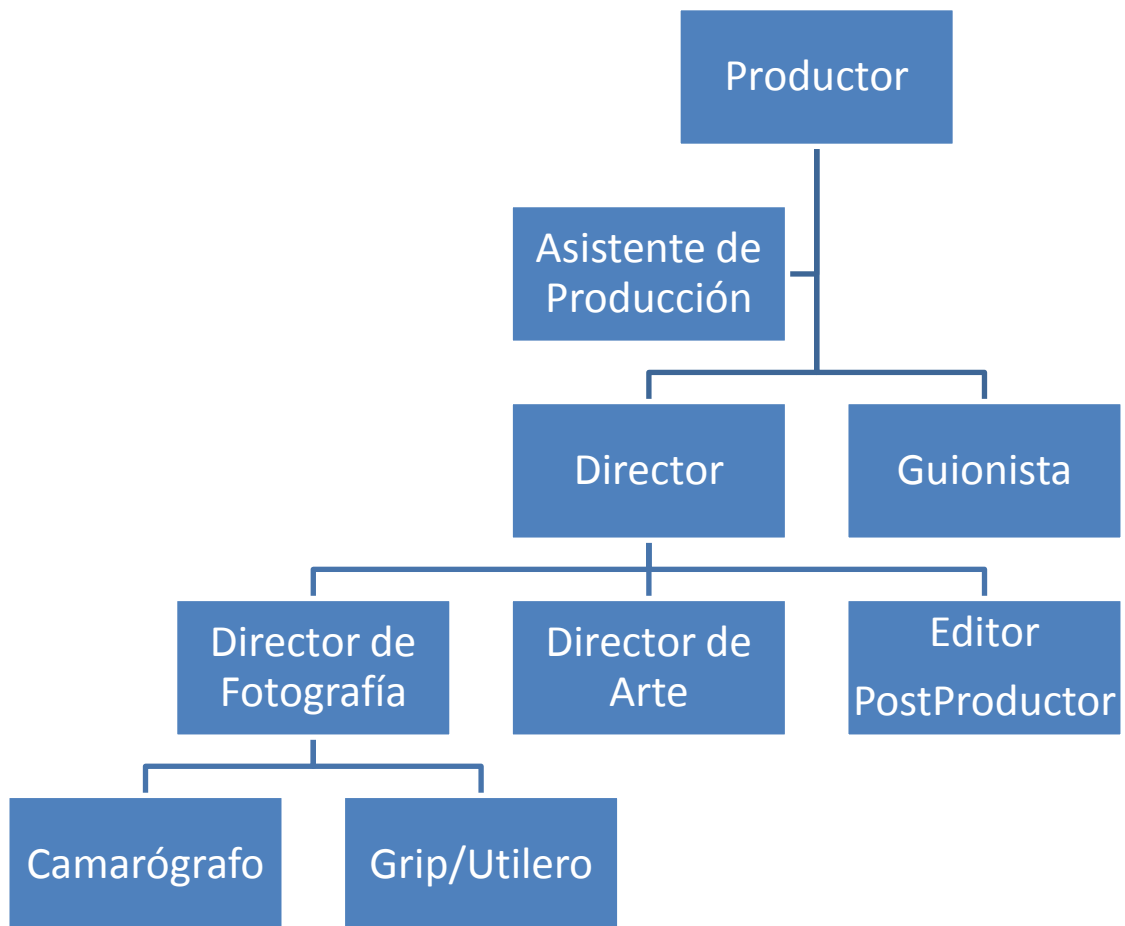 Productor
Asistente de
Producción
Director
Guionista
Director de
Fotografía
Director de
Arte
Editor
PostProductor
Camarógrafo
Grip/Utilero